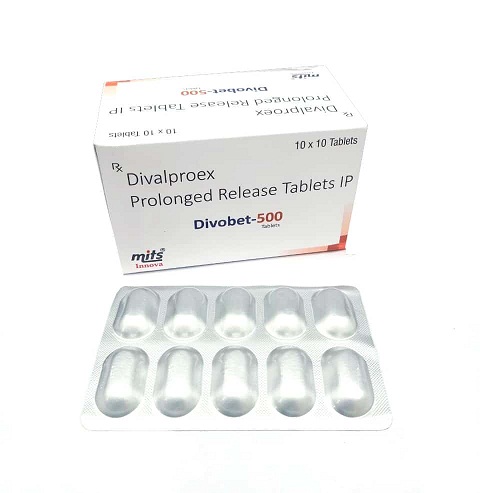 Divalproex
Prolonged Release Tablets IP
Divobet-500
Tablets
10 x 10 Tablets
mits
Rx
10 x 10 Tablets
Divalproex
Prolonged Release Tablets IP
Divobet-500
Tablets
mits®
Innova